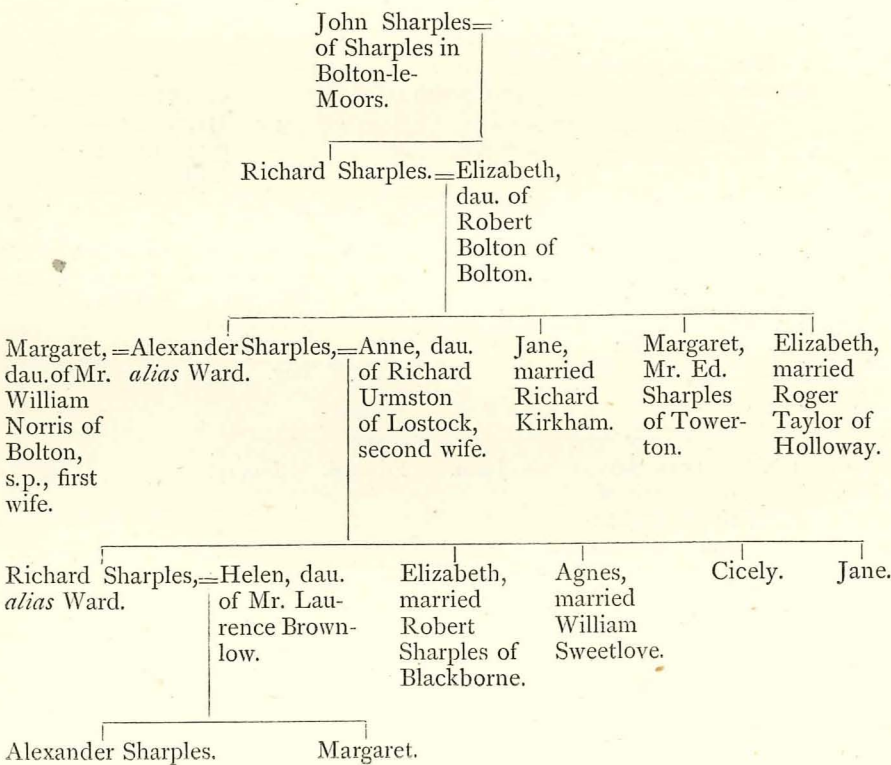 John Sharples=
of Sharples in
Bolton-le-
Moors.
Richard Sharples.=Elizabeth,
dau. of
Robert
Bolton of
Bolton.
Margaret,
dau. of Mr.
William
Norris of
Bolton,
s.p., first
wife.
=Alexander Sharples,=
alias Ward.
Anne, dau.
of Richard
Urmston
of Lostock,
second wife.
Jane,
married
Richard
Kirkham.
Margaret,
Mr. Ed.
Sharples
of Tower-
ton.
Elizabeth,
married
Roger
Taylor of
Holloway.
Richard Sharples,=
alias Ward.
Helen, dau.
of Mr. Lau-
rence Brown-
low.
Elizabeth,
married
Robert
Sharples of
Blackborne.
Agnes,
married
William
Sweetlove.
Cicely.
Jane.
Alexander Sharples.
Margaret.